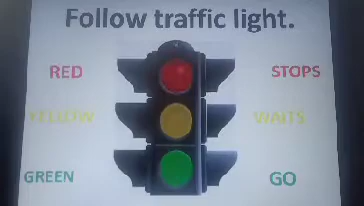 Follow traffic light.
RED STOPS
YELLOW WAITS
GREEN GO